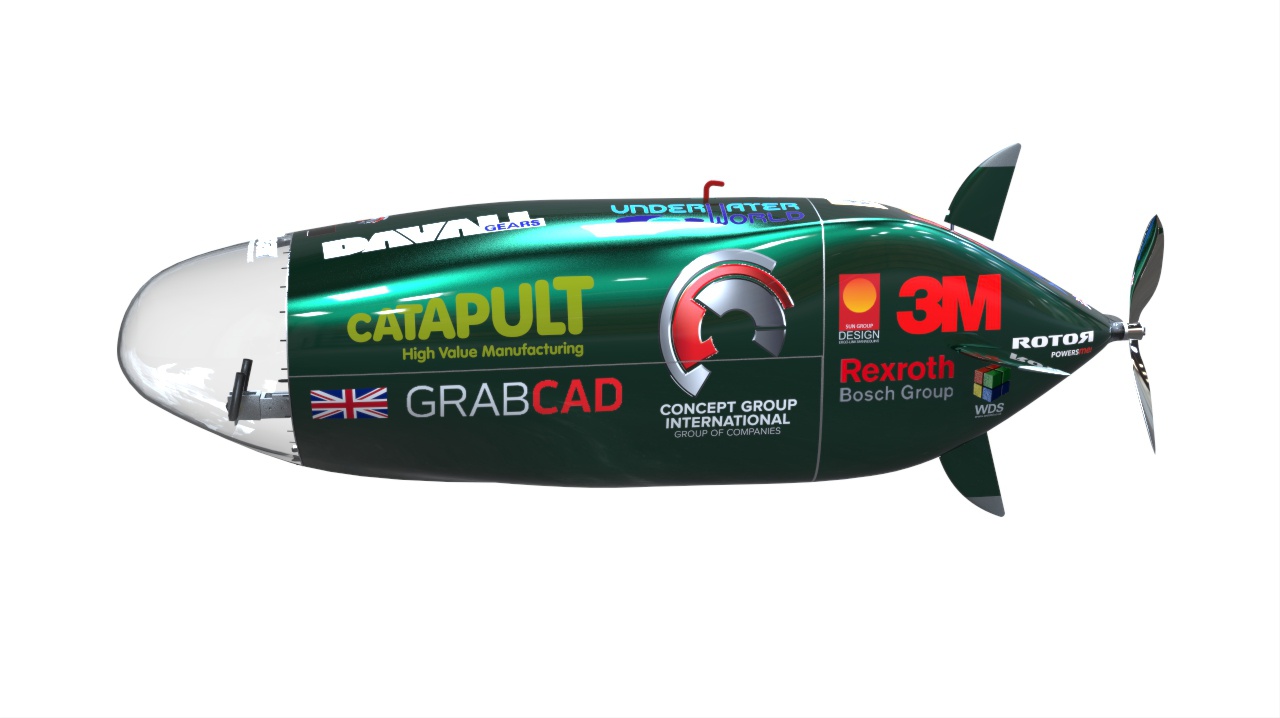 DAVALL
GEARS
UNDERWATER
WORLD
CATAPULT
High Value Manufacturing
GRABCAD
CONCEPT GROUP
INTERNATIONAL
GROUP OF COMPANIES
SUN GROUP
DESIGN
3M
Rexroth
Bosch Group
ROTOR
POWERS
WDS